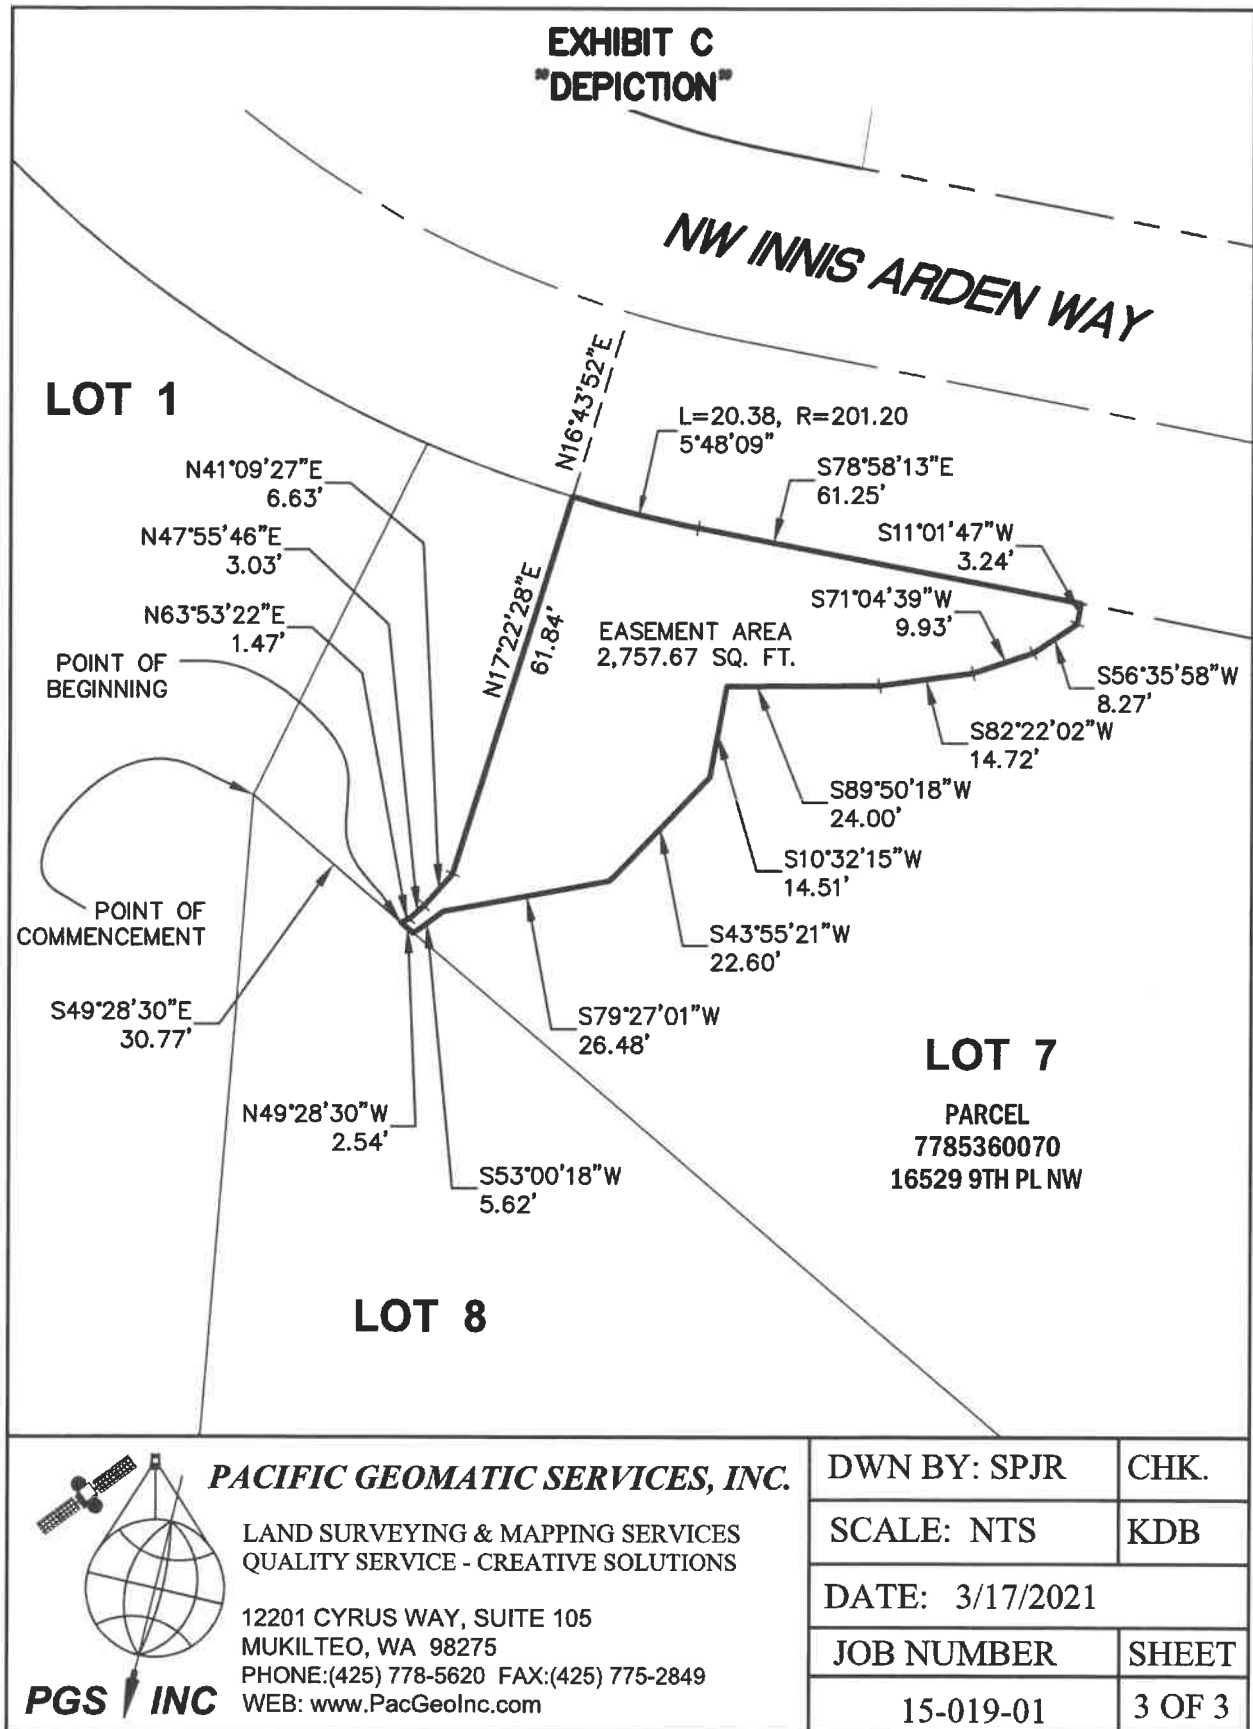 EXHIBIT C
"DEPICTION"
NW INNIS ARDEN WAY
LOT 1
N16°43'52"E
L=20.38, R=201.20
5°48'09"
N41°09'27"E
6.63'
S78°58'13"E
61.25'
N47°55'46"E
3.03'
S11°01'47"W
3.24'
N63°53'22"E
1.47'
N17°22'28"E
61.84'
S71°04'39"W
9.93'
EASEMENT AREA
2,757.67 SQ. FT.
POINT OF
BEGINNING
S56°35'58"W
8.27'
S82°22'02"W
14.72'
S89°50'18"W
24.00'
S10°32'15"W
14.51'
POINT OF
COMMENCEMENT
S43°55'21"W
22.60'
S49°28'30"E
30.77'
S79°27'01"W
26.48'
LOT 7
PARCEL
7785360070
16529 9TH PL NW
N49°28'30"W
2.54'
S53°00'18"W
5.62'
LOT 8
PACIFIC GEOMATIC SERVICES, INC.
LAND SURVEYING & MAPPING SERVICES
QUALITY SERVICE - CREATIVE SOLUTIONS
12201 CYRUS WAY, SUITE 105
MUKILTEO, WA 98275
PHONE:(425) 778-5620 FAX:(425) 775-2849
WEB: www.PacGeoInc.com
PGS INC
DWN BY: SPJR
CHK.
SCALE: NTS
KDB
DATE: 3/17/2021
JOB NUMBER
SHEET
15-019-01
3 OF 3